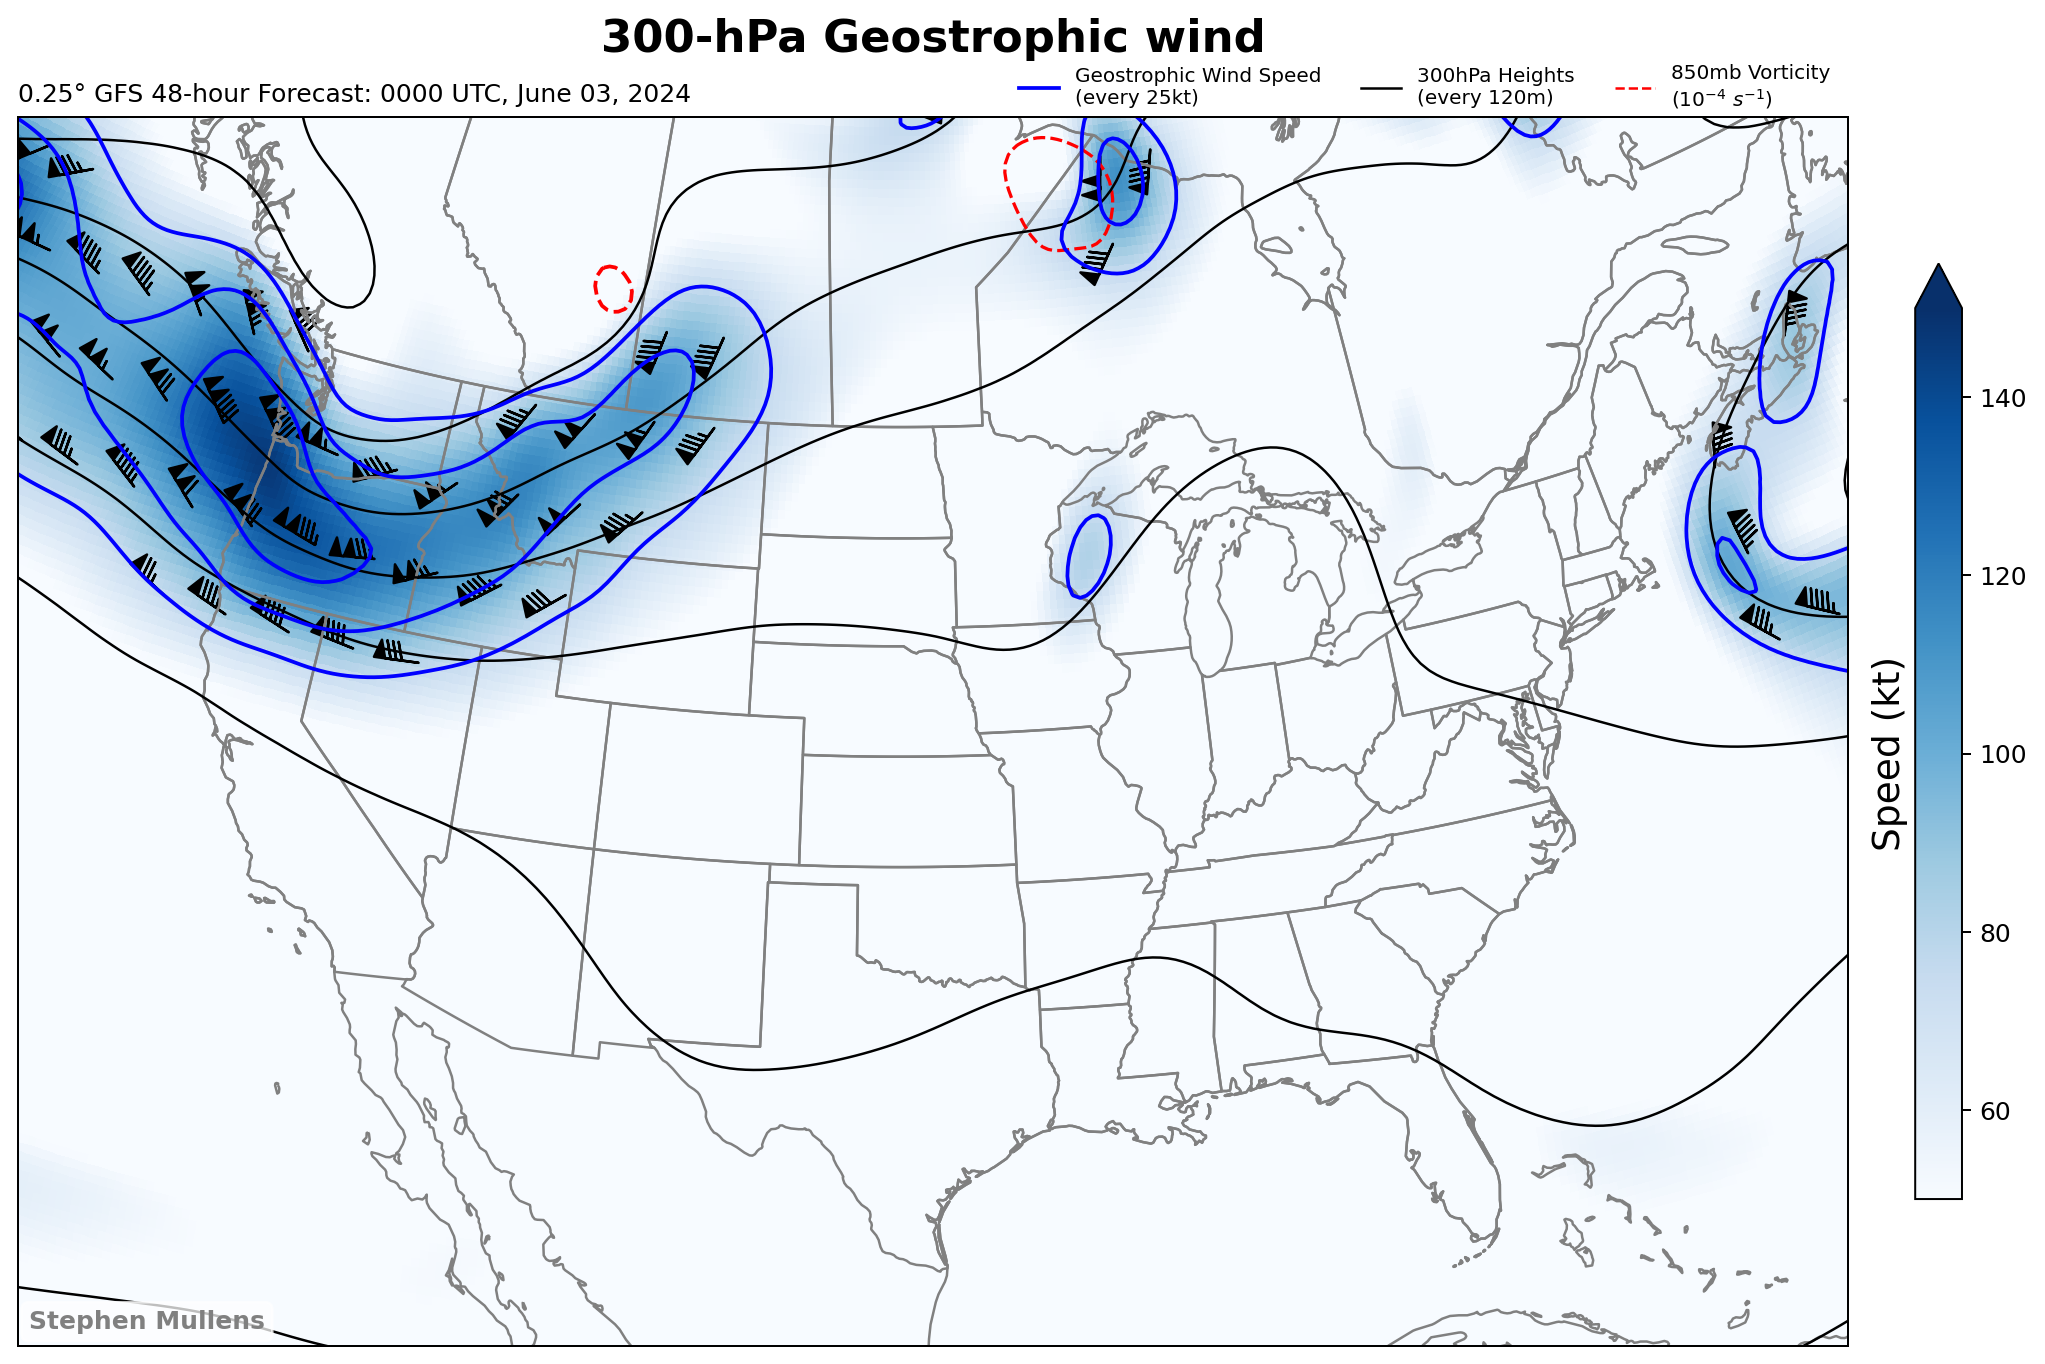 300-hPa Geostrophic wind
0.25° GFS 48-hour Forecast: 0000 UTC, June 03, 2024
Geostrophic Wind Speed
(every 25kt)
300hPa Heights
(every 120m)
850mb Vorticity
(10⁻⁴ s⁻¹)
140
120
100
80
60
Speed (kt)
Stephen Mullens